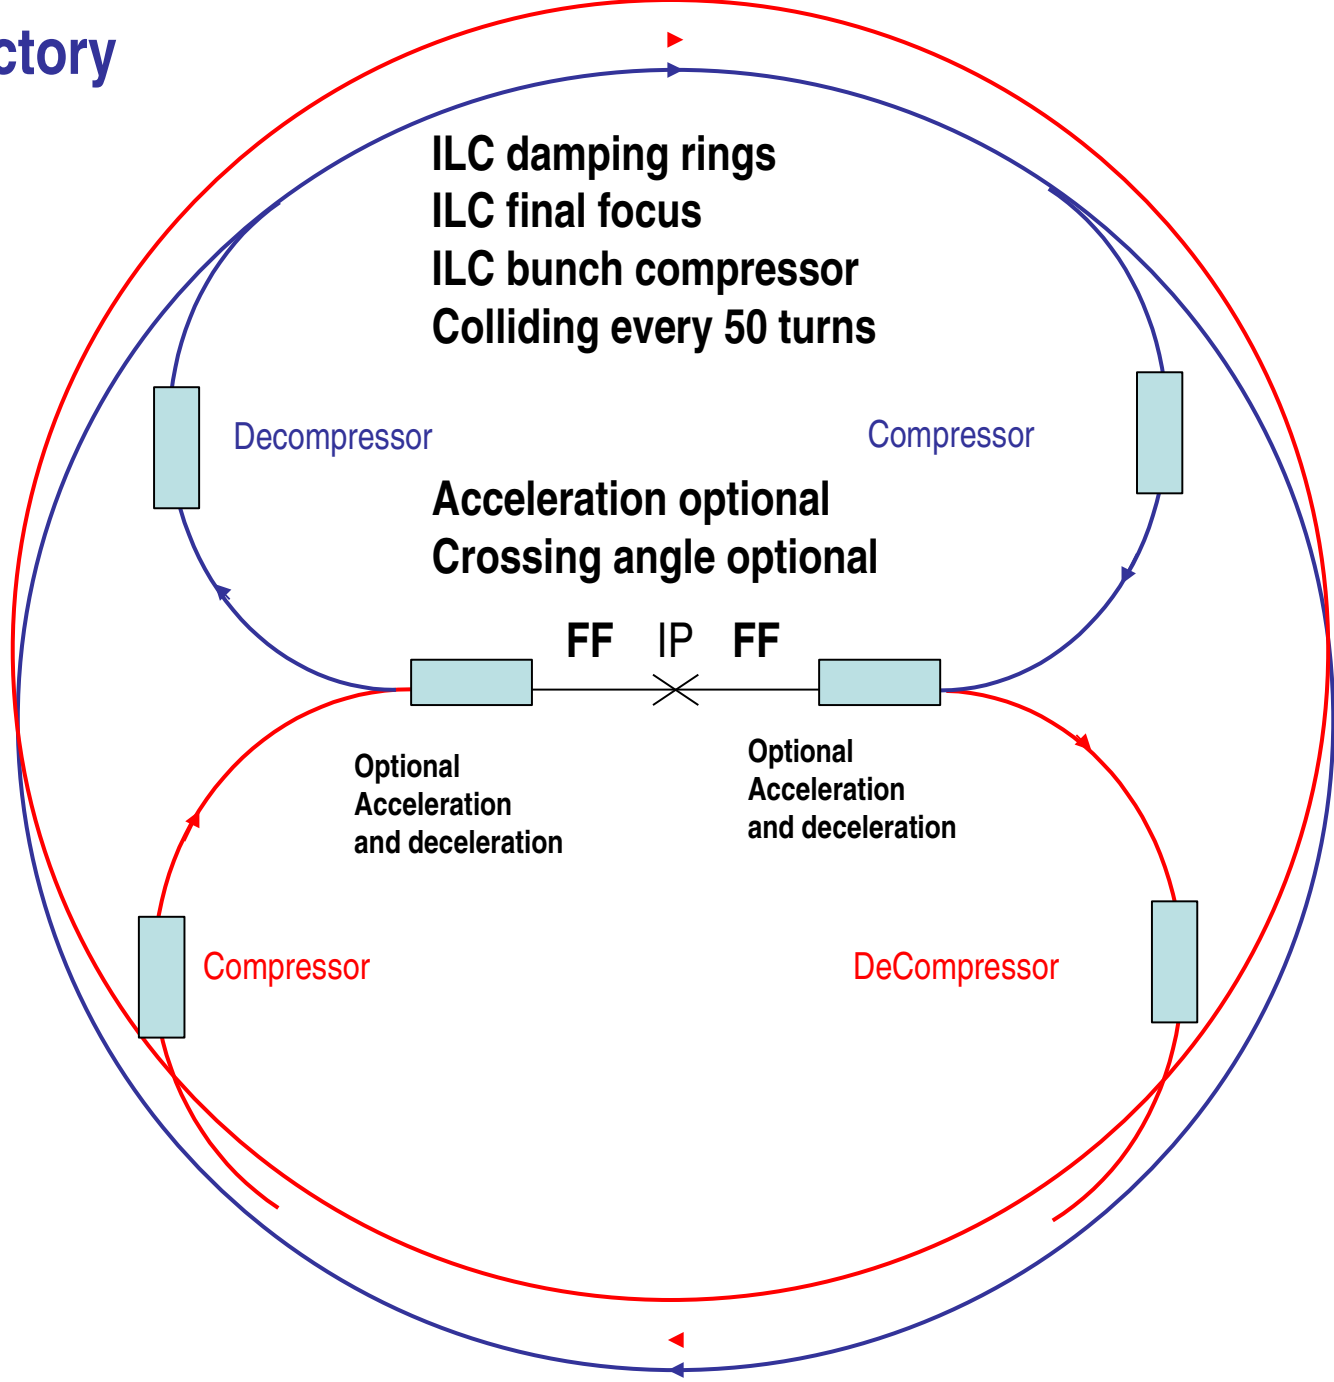 ctory
ILC damping rings
ILC final focus
ILC bunch compressor
Colliding every 50 turns
Decompressor
Compressor
Acceleration optional
Crossing angle optional
FF IP FF
Optional
Acceleration
and deceleration
Optional
Acceleration
and deceleration
Compressor
DeCompressor